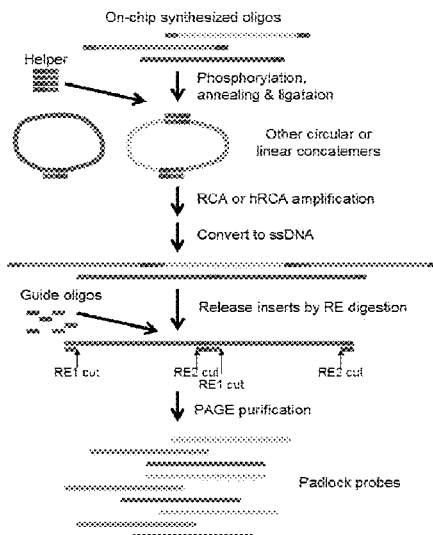 On-chip synthesized oligos
Helper
Phosphorylation,
annealing & ligataion
Other circular or
linear concatemers
RCA or hRCA amplification
Convert to ssDNA
Guide oligos
Release inserts by RE digestion
RE1 cut
RE2 cut
RE1 cut
RE2 cut
PAGE purification
Padlock probes